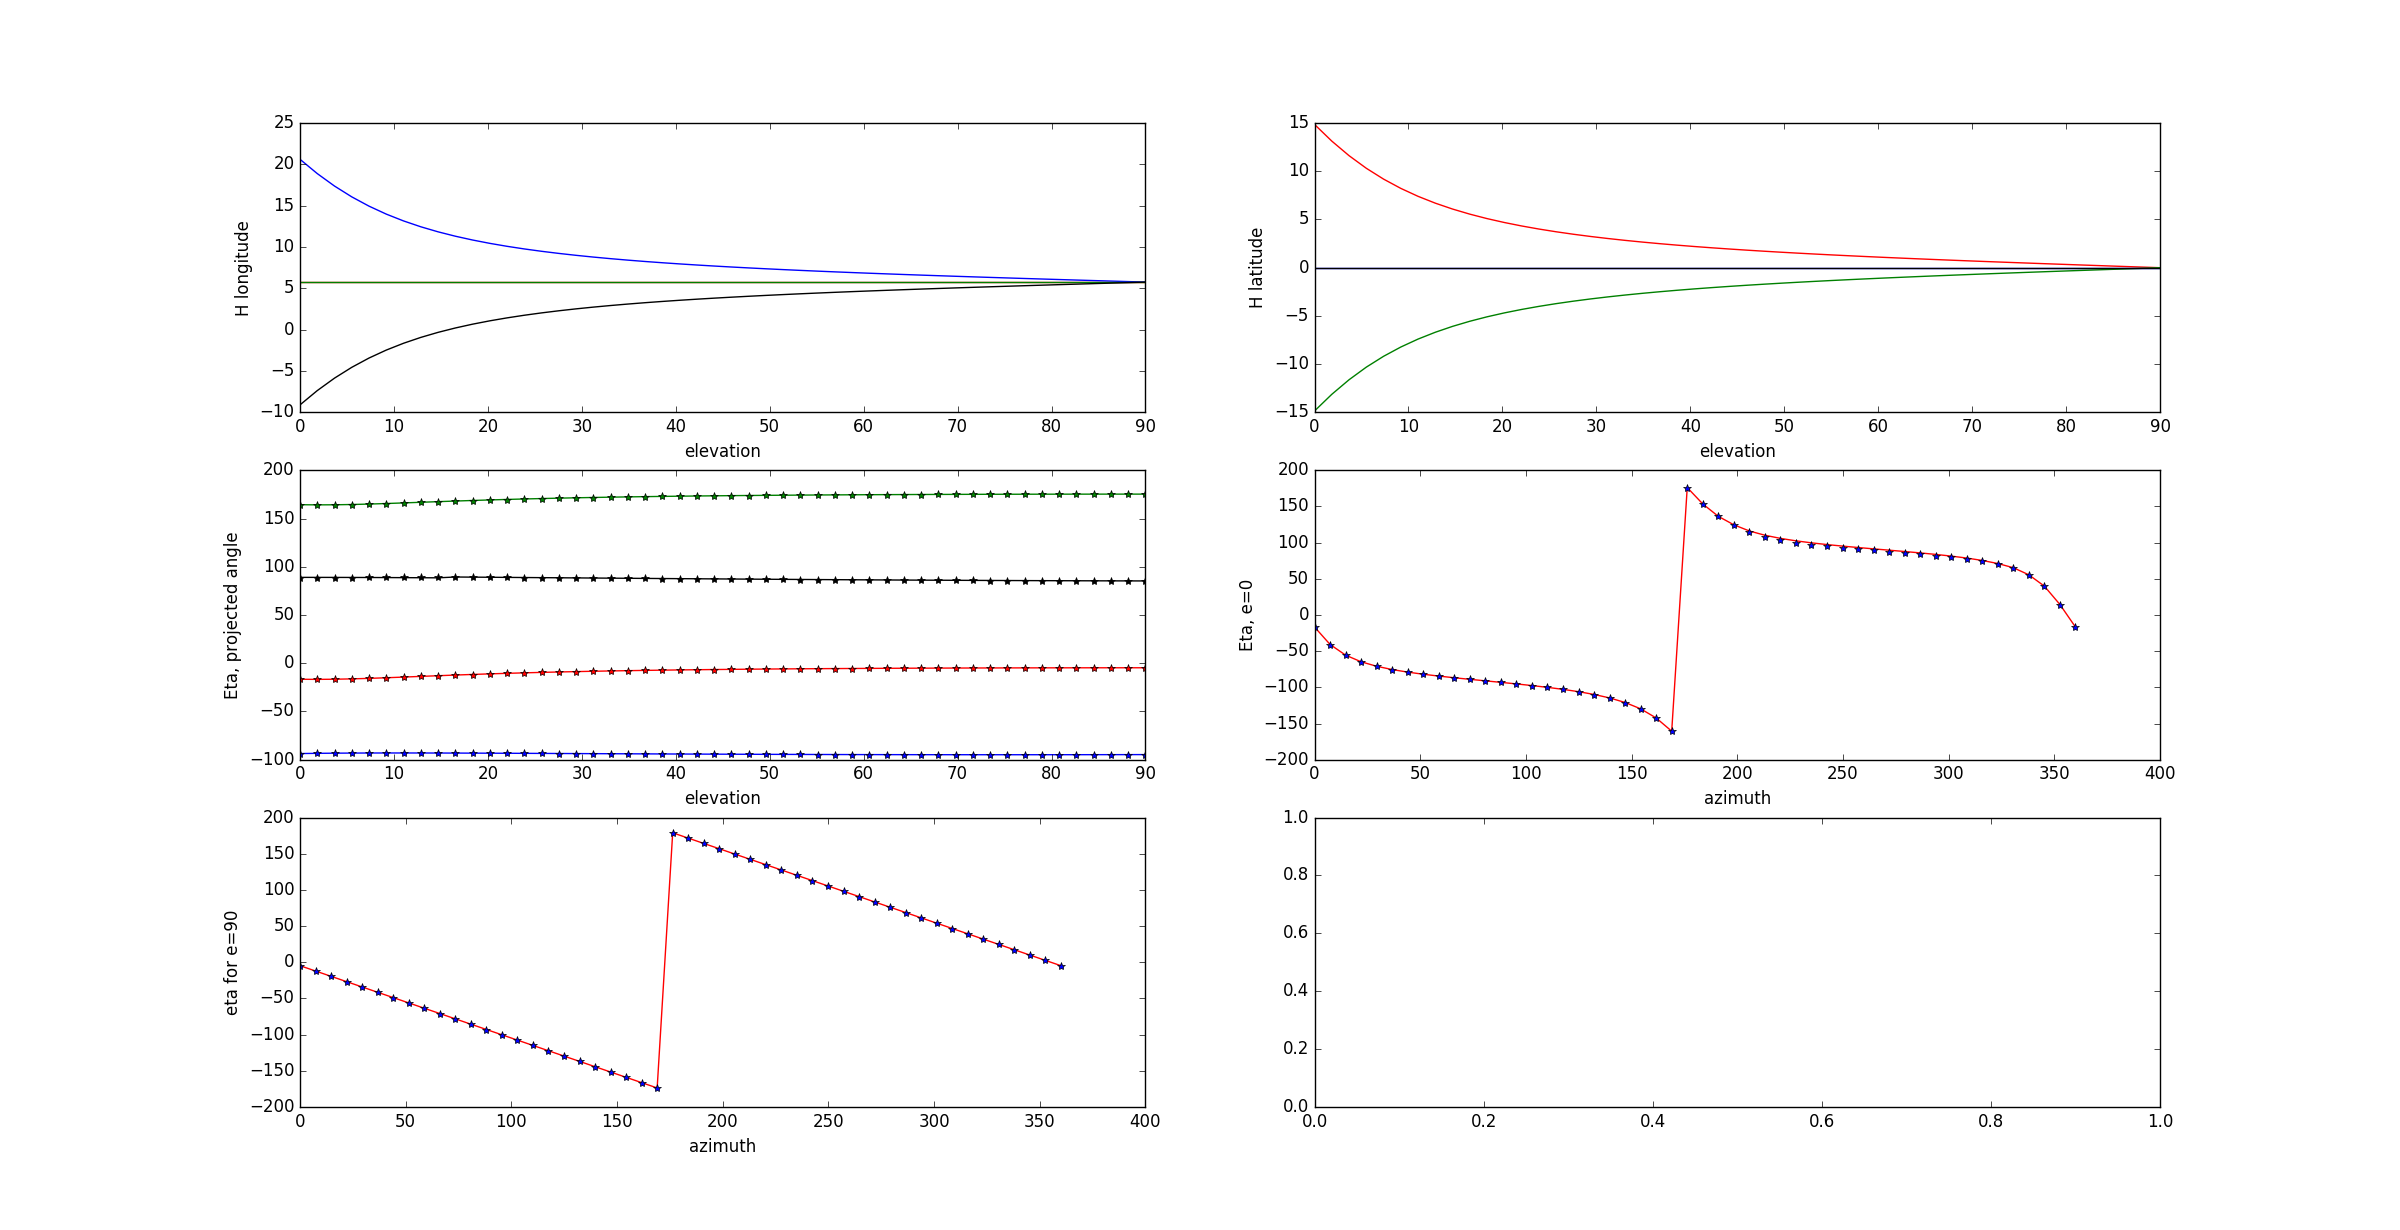 25
20
15
10
5
0
−5
−10
H longitude
0 10 20 30 40 50 60 70 80 90
elevation
15
10
5
0
−5
−10
−15
H latitude
0 10 20 30 40 50 60 70 80 90
elevation
200
150
100
50
0
−50
−100
Eta, projected angle
0 10 20 30 40 50 60 70 80 90
elevation
200
150
100
50
0
−50
−100
−150
−200
Eta, e=0
0 50 100 150 200 250 300 350 400
azimuth
200
150
100
50
0
−50
−100
−150
−200
eta for e=90
0 50 100 150 200 250 300 350 400
azimuth
1.0
0.8
0.6
0.4
0.2
0.0
0.0 0.2 0.4 0.6 0.8 1.0